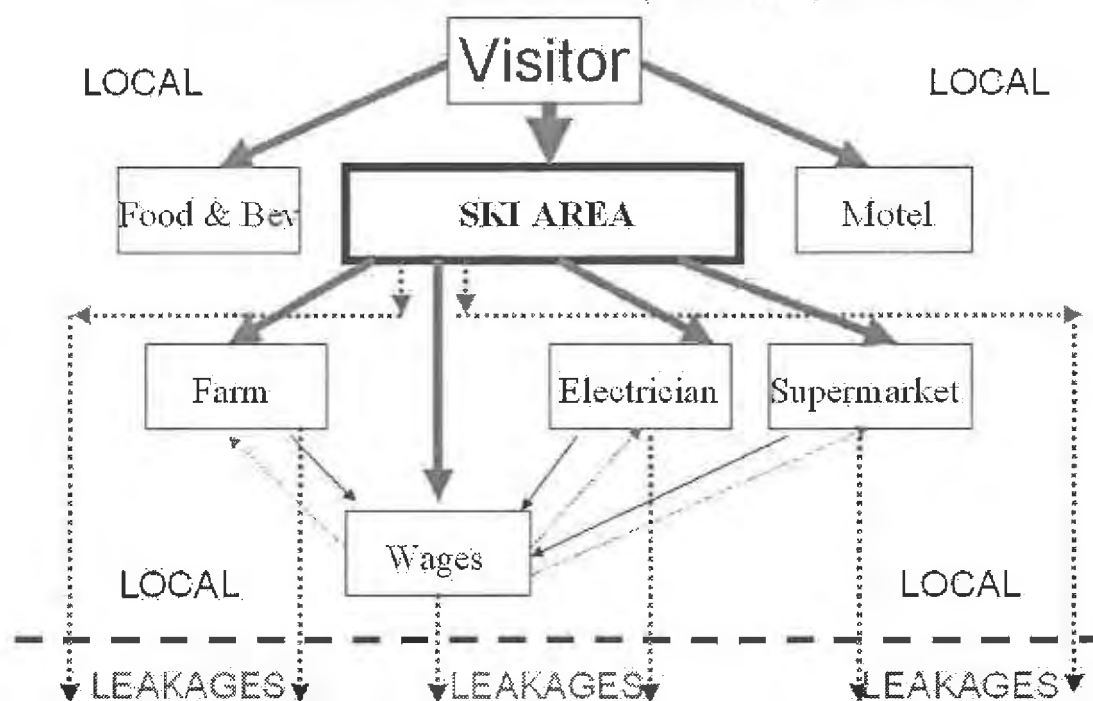 Visitor
LOCAL
LOCAL
Food & Bev
SKI AREA
Motel
Farm
Electrician
Supermarket
Wages
LOCAL
LOCAL
LEAKAGES
LEAKAGES
LEAKAGES